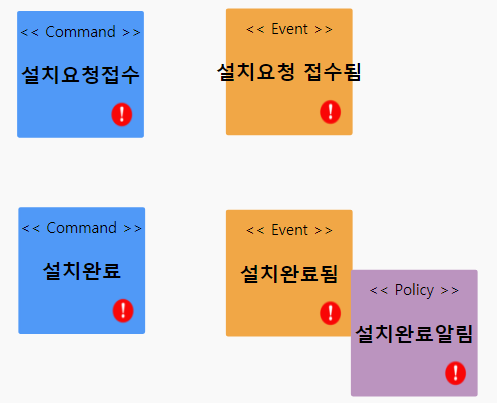 << Command >>
설치요청접수
<< Event >>
설치요청 접수됨
<< Command >>
설치완료
<< Event >>
설치완료됨
<< Policy >>
설치완료알림